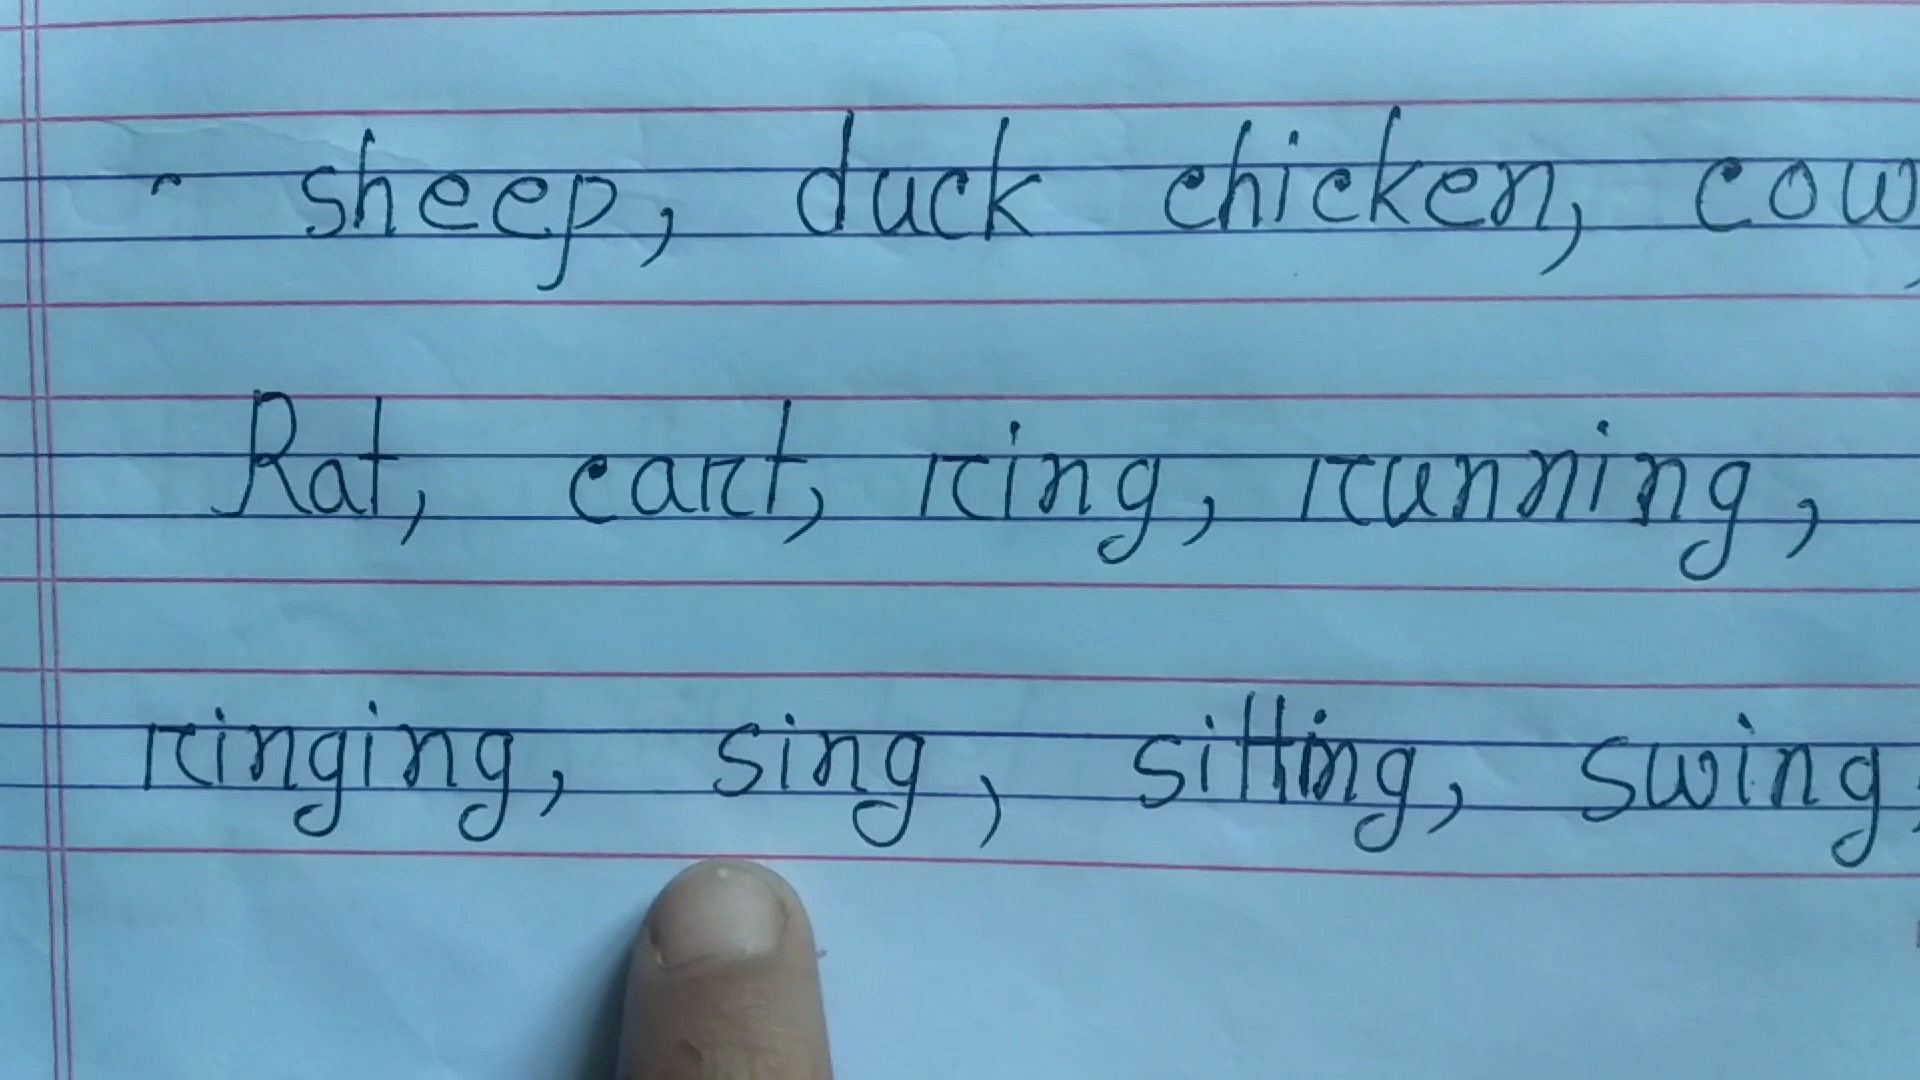 sheep, duck chicken, cow,
Rat, cart, ring, running,
ringing, sing, sitting, swing,